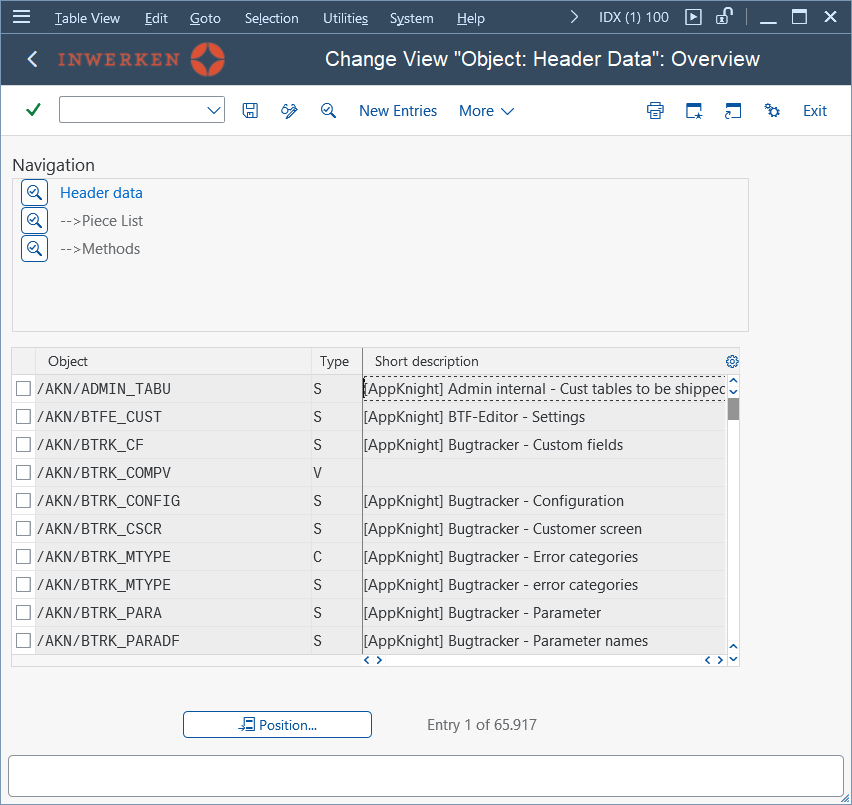 Table View Edit Goto Selection Utilities System Help IDX (1) 100
INWERKEN Change View "Object: Header Data": Overview
New Entries More Exit
Navigation
Header data
-->Piece List
-->Methods
Object Type Short description
/AKN/ADMIN_TABU S [AppKnight] Admin internal - Cust tables to be shipped
/AKN/BTFE_CUST S [AppKnight] BTF-Editor - Settings
/AKN/BTRK_CF S [AppKnight] Bugtracker - Custom fields
/AKN/BTRK_COMPV V
/AKN/BTRK_CONFIG S [AppKnight] Bugtracker - Configuration
/AKN/BTRK_CSCR S [AppKnight] Bugtracker - Customer screen
/AKN/BTRK_MTYPE C [AppKnight] Bugtracker - Error categories
/AKN/BTRK_MTYPE S [AppKnight] Bugtracker - error categories
/AKN/BTRK_PARA S [AppKnight] Bugtracker - Parameter
/AKN/BTRK_PARADF S [AppKnight] Bugtracker - Parameter names
Position... Entry 1 of 65.917